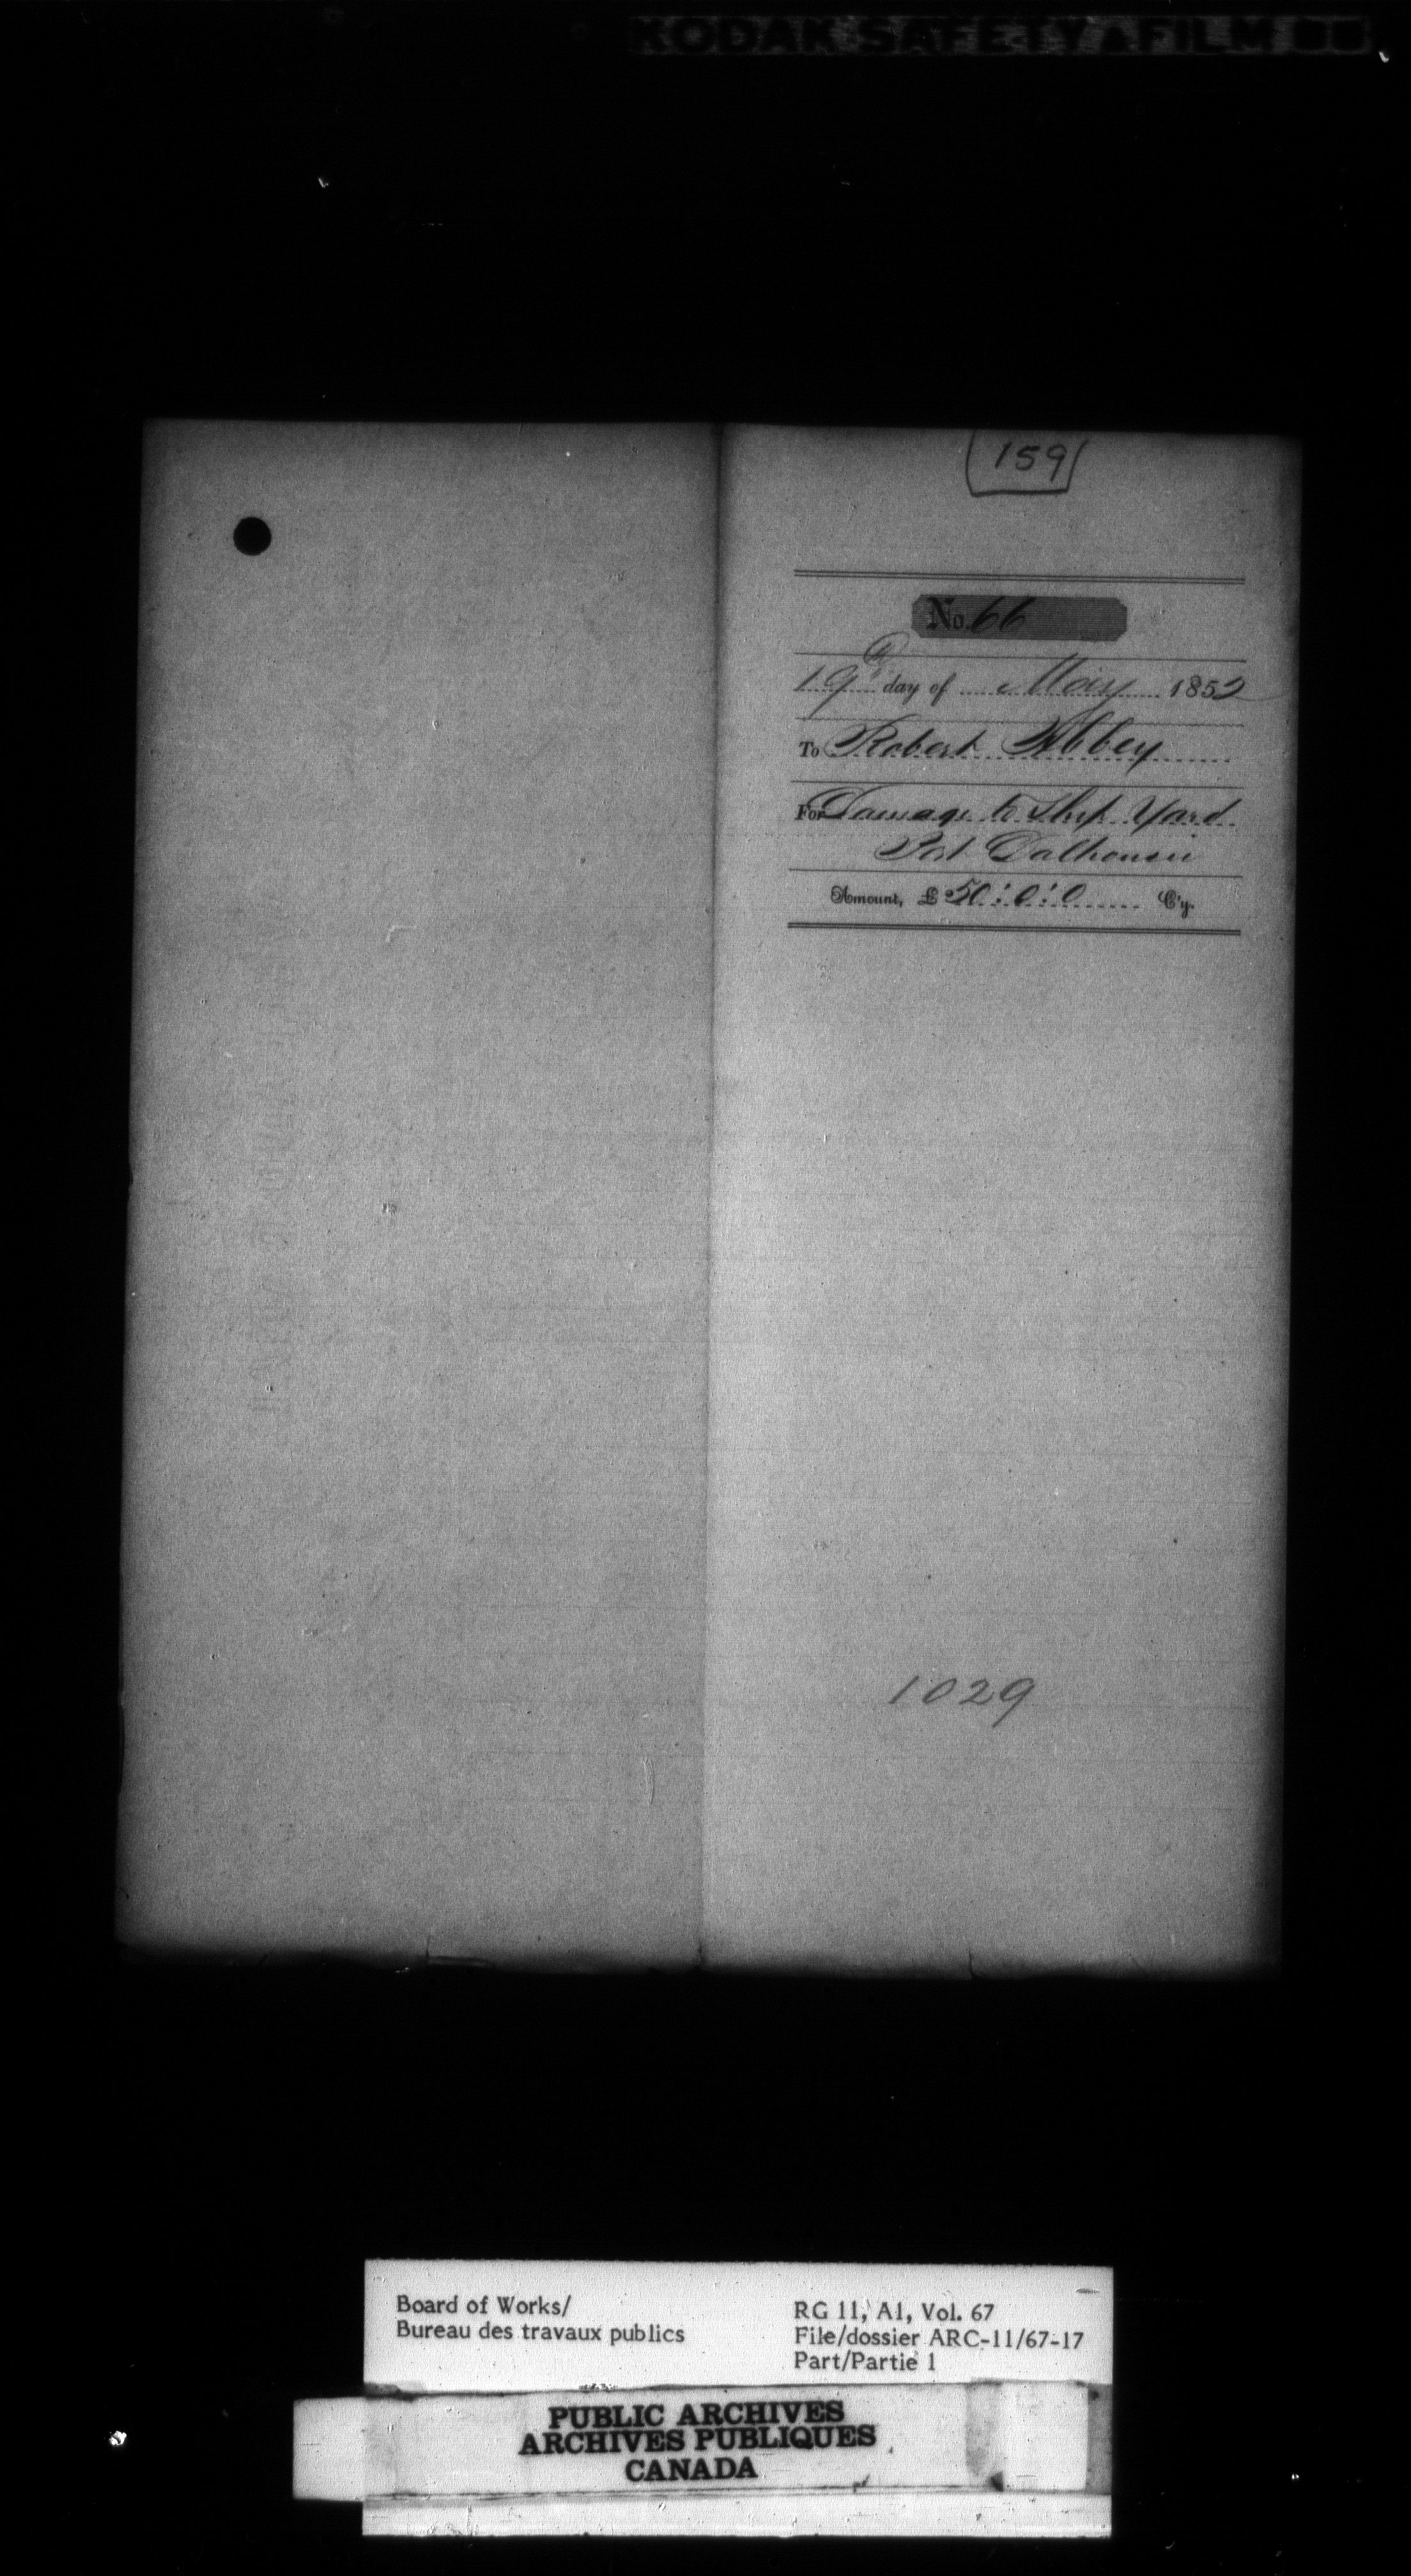 KODAK SAFETY FILM
159
No. 66
19th day of May 1852
To Robert Abbey
For Damage to Ship Yard
Port Dalhousie
Amount, £ 50:0:0 C'y.
1029
Board of Works/
Bureau des travaux publics
RG 11, A1, Vol. 67
File/dossier ARC-11/67-17
Part/Partie 1
PUBLIC ARCHIVES
ARCHIVES PUBLIQUES
CANADA